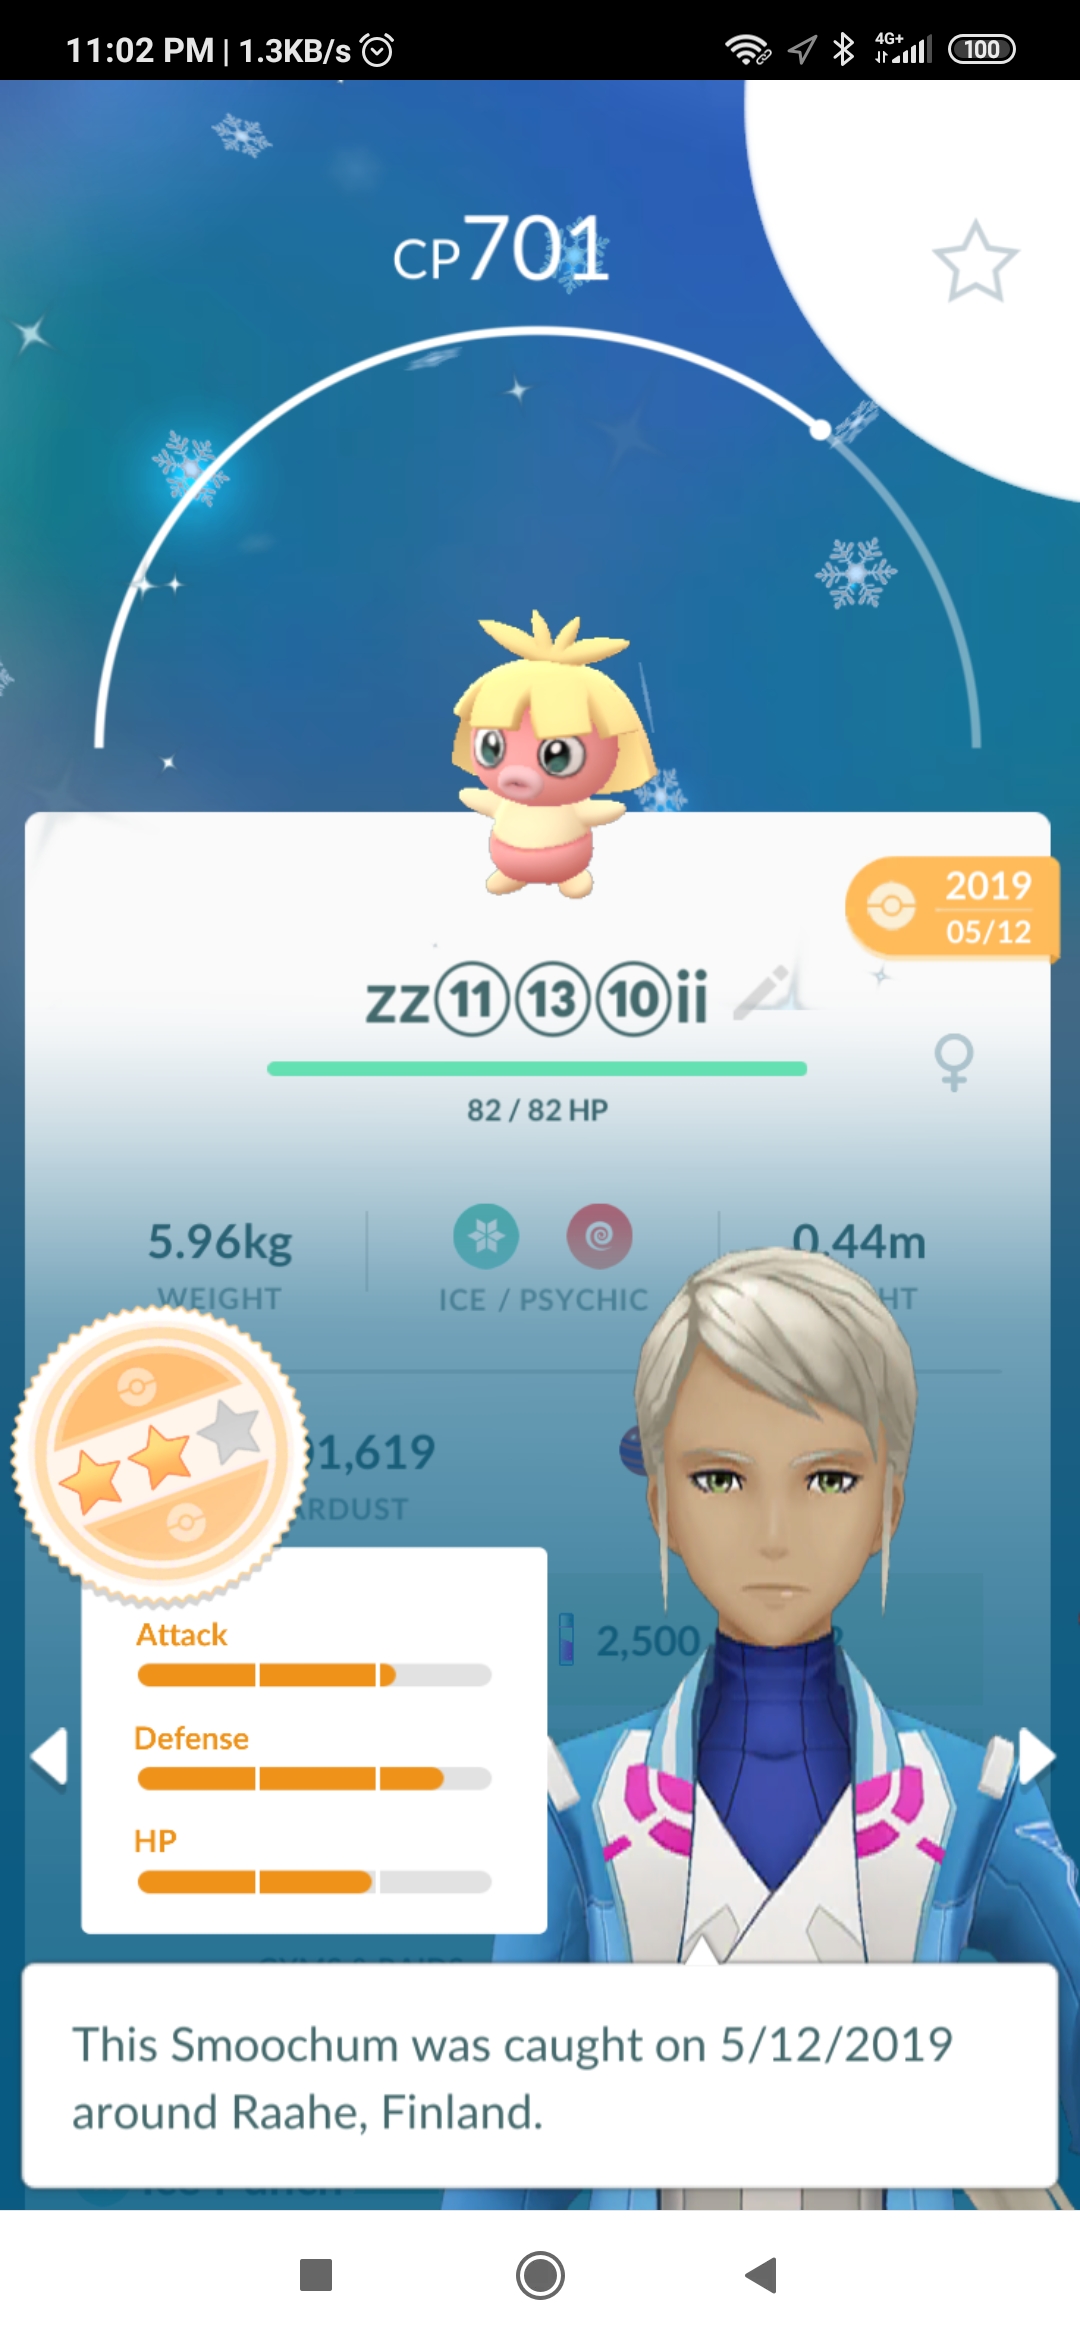 11:02 PM | 1.3KB/s
4G+
100
CP701
2019
05/12
zz⑪⑬⑩ii
82 / 82 HP
5.96kg
WEIGHT
ICE / PSYCHIC
0.44m
1,619
2,500
Attack
Defense
HP
This Smoochum was caught on 5/12/2019
around Raahe, Finland.